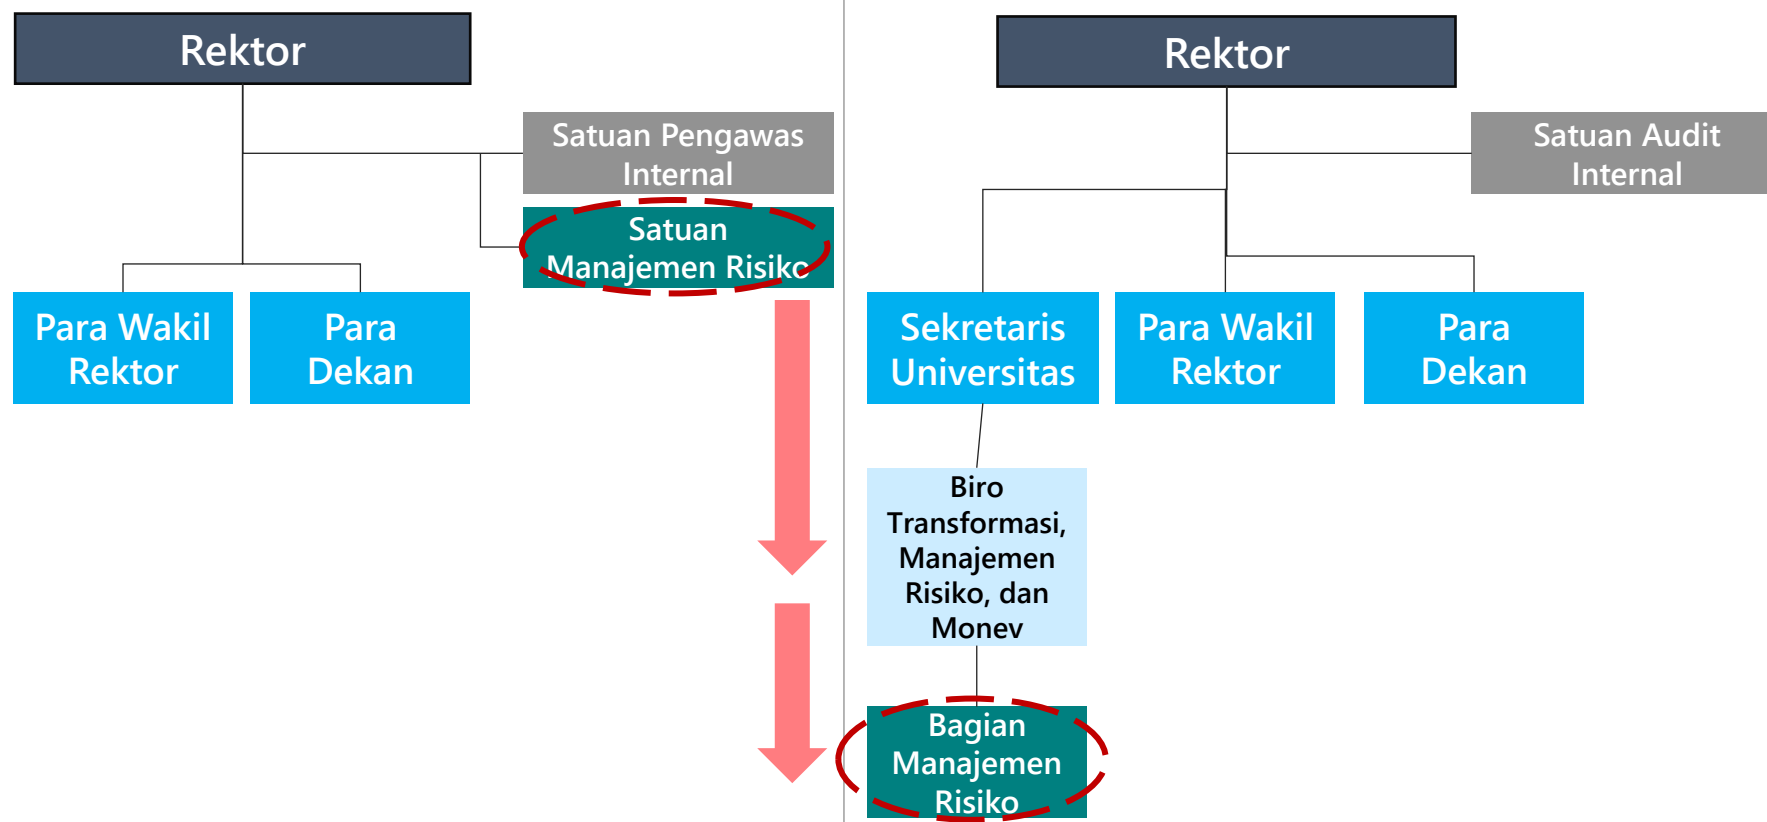 Rektor
Satuan Pengawas
Internal
Satuan
Manajemen Risiko
Para Wakil
Rektor
Para
Dekan
Rektor
Satuan Audit
Internal
Sekretaris
Universitas
Para Wakil
Rektor
Para
Dekan
Biro
Transformasi,
Manajemen
Risiko, dan
Monev
Bagian
Manajemen
Risiko